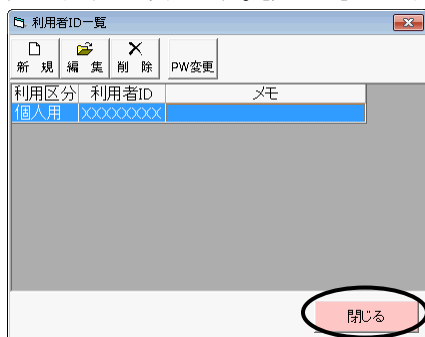 利用者ID一覧
新 規 編 集 削 除 PW変更
利用区分 利用者ID メモ
個人用 XXXXXXXXX
閉じる